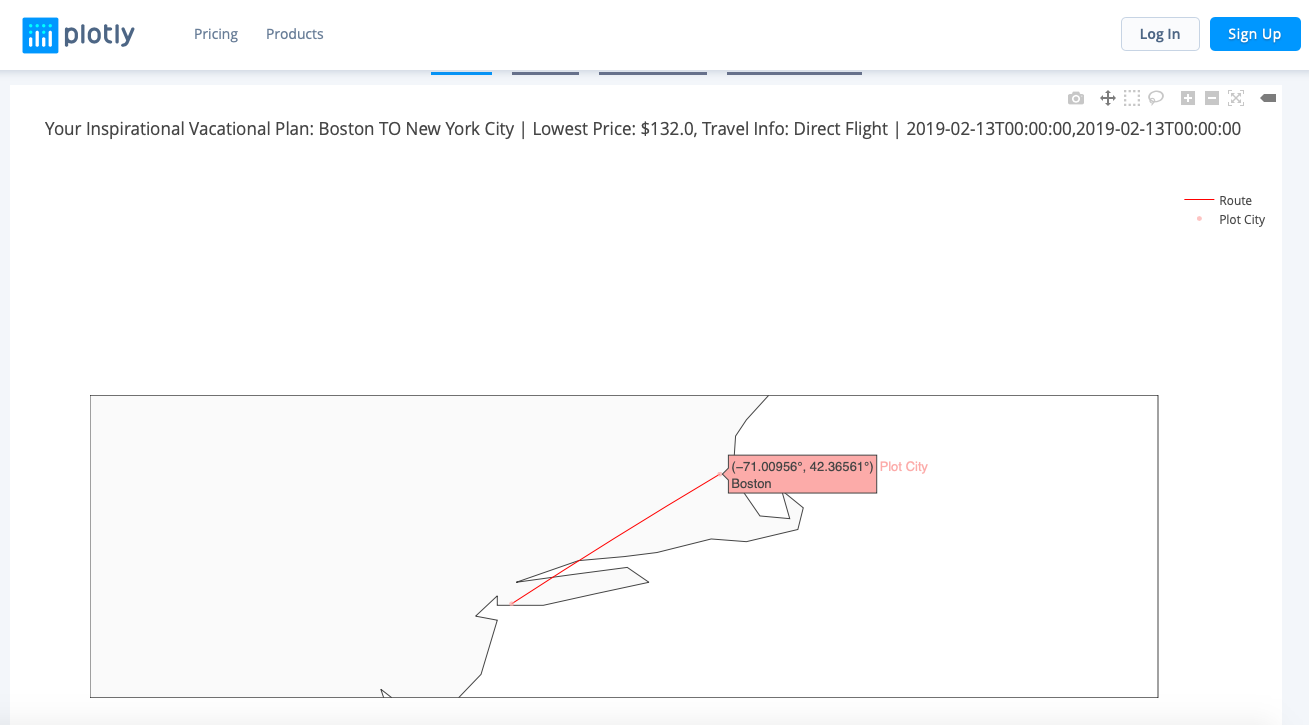 plotly
Pricing
Products
Log In
Sign Up
Your Inspirational Vacational Plan: Boston TO New York City | Lowest Price: $132.0, Travel Info: Direct Flight | 2019-02-13T00:00:00,2019-02-13T00:00:00
Route
Plot City
(−71.00956°, 42.36561°) Plot City
Boston